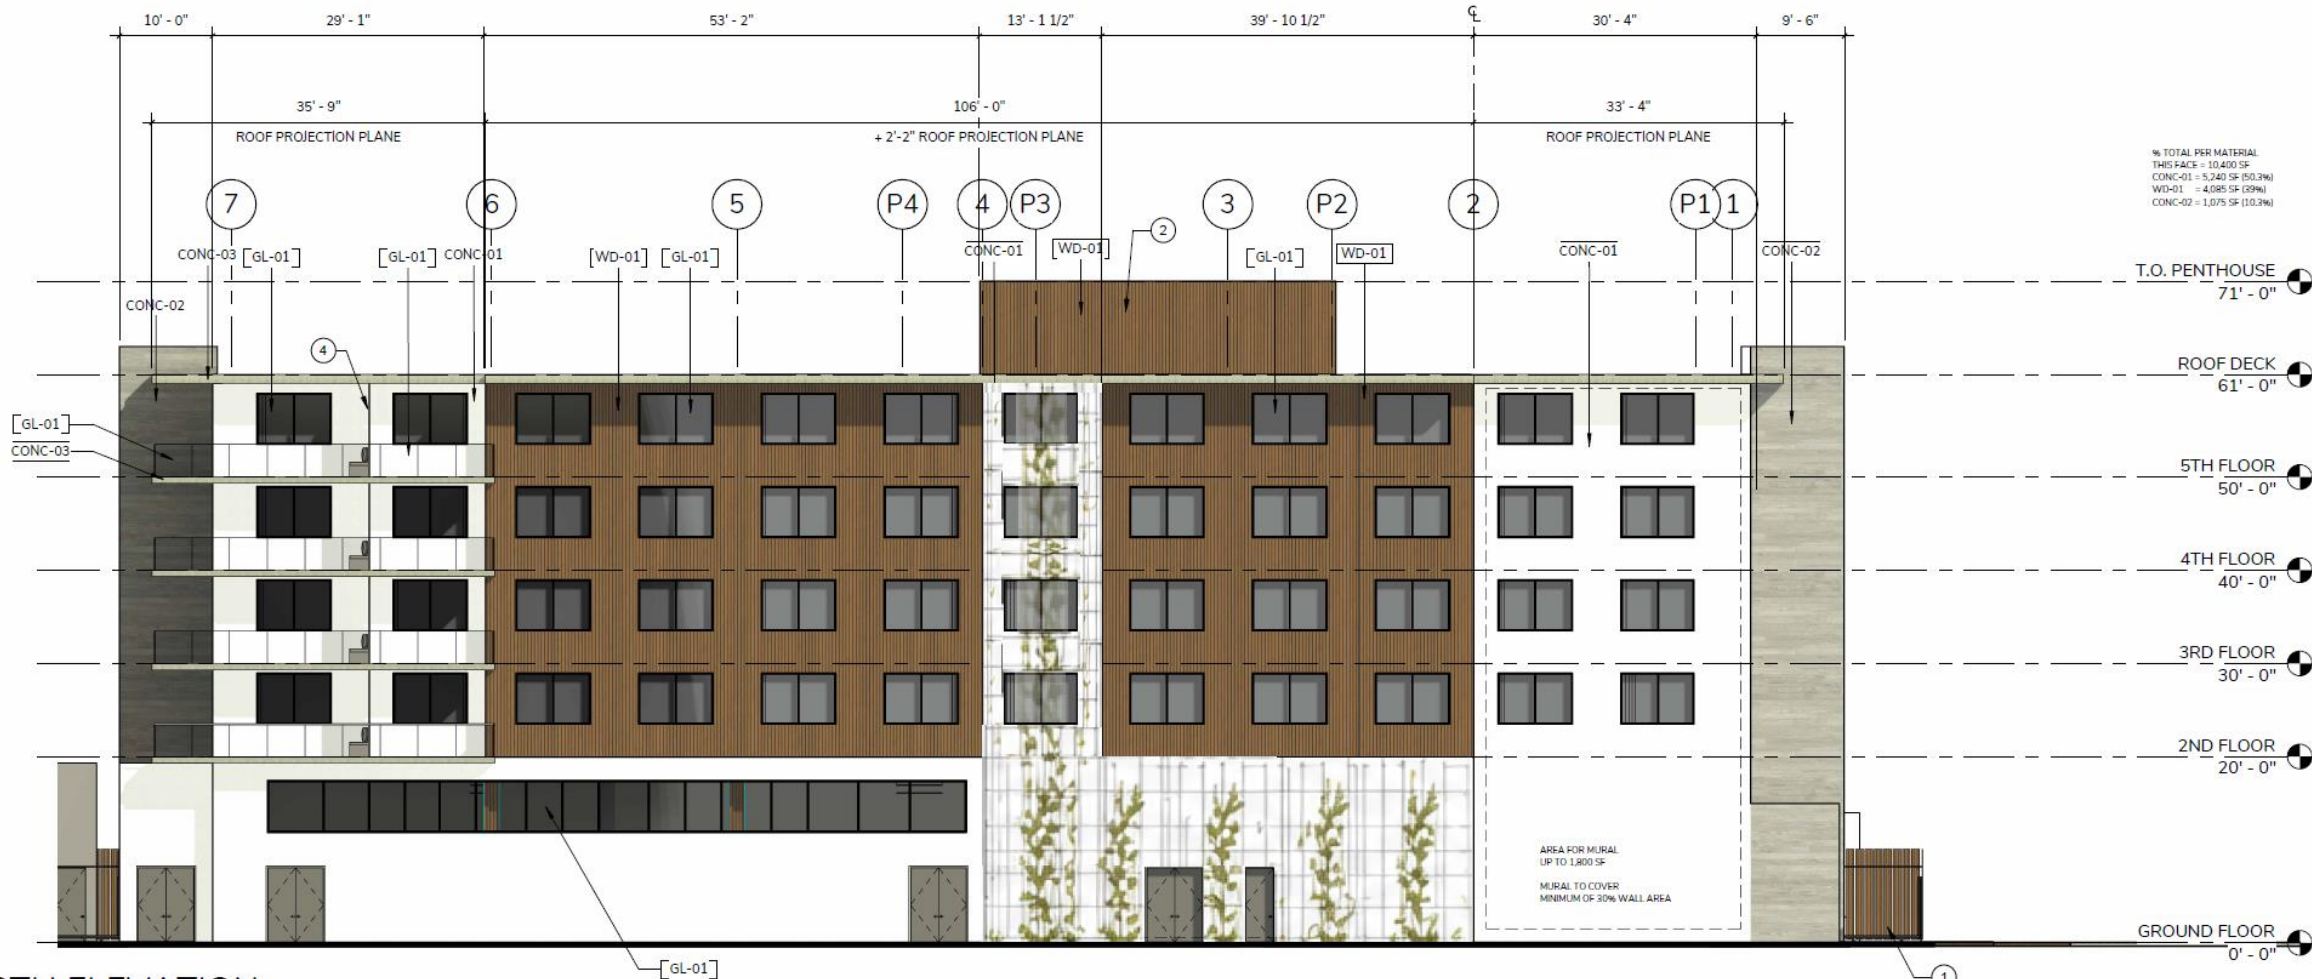 10' - 0" 29' - 1" 53' - 2" 13' - 1 1/2" 39' - 10 1/2" ℄ 30' - 4" 9' - 6"
35' - 9" 106' - 0" 33' - 4"
ROOF PROJECTION PLANE + 2'-2" ROOF PROJECTION PLANE ROOF PROJECTION PLANE
% TOTAL PER MATERIAL
THIS FACE = 10,400 SF
CONC-01 = 5,240 SF (50.3%)
WD-01 = 4,085 SF (39%)
CONC-02 = 1,075 SF (10.3%)
7 6 5 P4 4 P3 3 P2 2 P1 1
2
CONC-03 [GL-01] [GL-01] CONC-01 [WD-01] [GL-01] CONC-01 WD-01 [GL-01] WD-01 CONC-01 CONC-02
T.O. PENTHOUSE
71' - 0"
CONC-02
4
ROOF DECK
61' - 0"
[GL-01]
CONC-03
5TH FLOOR
50' - 0"
4TH FLOOR
40' - 0"
3RD FLOOR
30' - 0"
2ND FLOOR
20' - 0"
AREA FOR MURAL
UP TO 1,800 SF
MURAL TO COVER
MINIMUM OF 30% WALL AREA
GROUND FLOOR
0' - 0"
[GL-01]
1